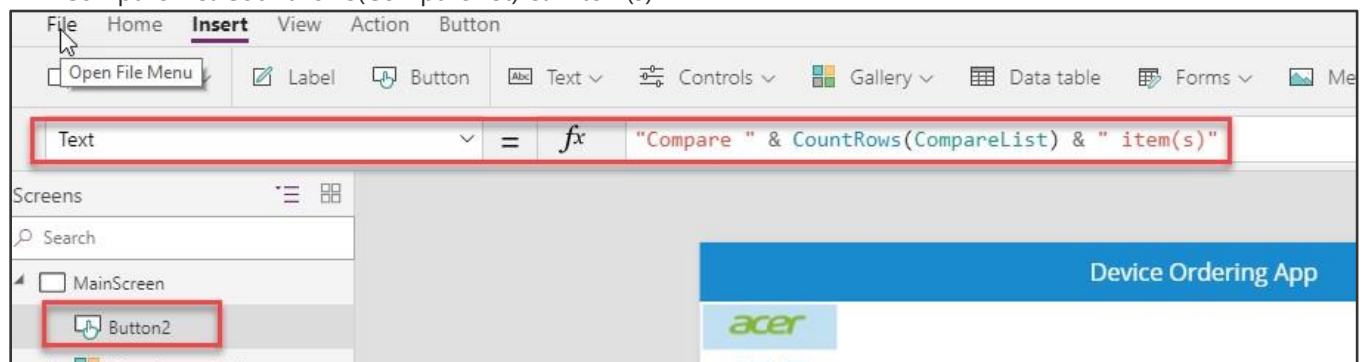 File Home Insert View Action Button
Open File Menu Label Button Abc Text Controls Gallery Data table Forms Me
Text = fx "Compare " & CountRows(CompareList) & " item(s)"
Screens
Search
MainScreen
Device Ordering App
Button2
acer